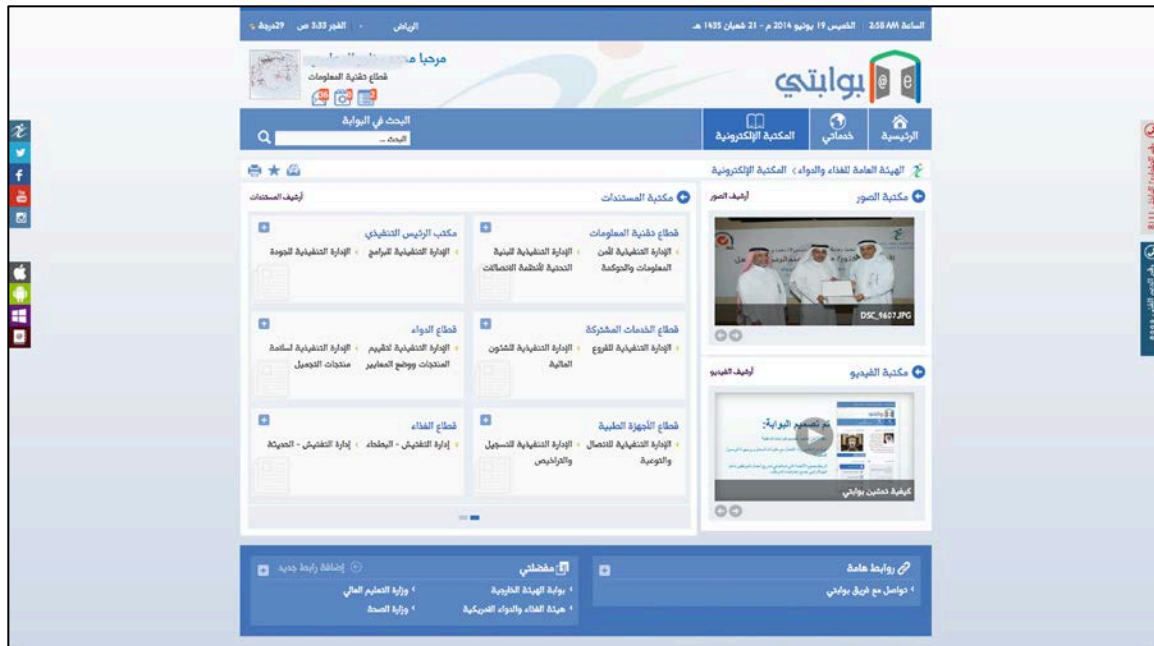 الساعة 2:58 AM
الخميس 19 يونيو 2014 م - 21 شعبان 1435 هـ
الرياض
الفجر 3:33 ص
29درجة
بوابتي
@ e
مرحبا
قطاع تقنية المعلومات
36
2
الرئيسية
خدماتي
المكتبة الإلكترونية
البحث في البوابة
البحث ...
الهيئة العامة للغذاء والدواء > المكتبة الإلكترونية
مكتبة الصور
أرشيف الصور
DSC_9607.JPG
مكتبة الفيديو
أرشيف الفيديو
تم تصميم البوابة:
كيفية تدشين بوابتي
مكتبة المستندات
أرشيف المستندات
قطاع تقنية المعلومات
الإدارة التنفيذية لأمن المعلومات والحوكمة
الإدارة التنفيذية للبنية التحتية لأنظمة الاتصالات
مكتب الرئيس التنفيذي
الإدارة التنفيذية للبرامج
الإدارة التنفيذية للجودة
قطاع الخدمات المشتركة
الإدارة التنفيذية للفروع
الإدارة التنفيذية للشئون المالية
قطاع الدواء
الإدارة التنفيذية لتقييم المنتجات ووضع المعايير
الإدارة التنفيذية لسلامة منتجات التجميل
قطاع الأجهزة الطبية
الإدارة التنفيذية للاتصال والتوعية
الإدارة التنفيذية للتسجيل والتراخيص
قطاع الغذاء
إدارة التفتيش - البطحاء
إدارة التفتيش - الحديثة
روابط هامة
تواصل مع فريق بوابتي
مفضلتي
إضافة رابط جديد
بوابة الهيئة الخارجية
وزارة التعليم العالي
هيئة الغذاء والدواء الأمريكية
وزارة الصحة